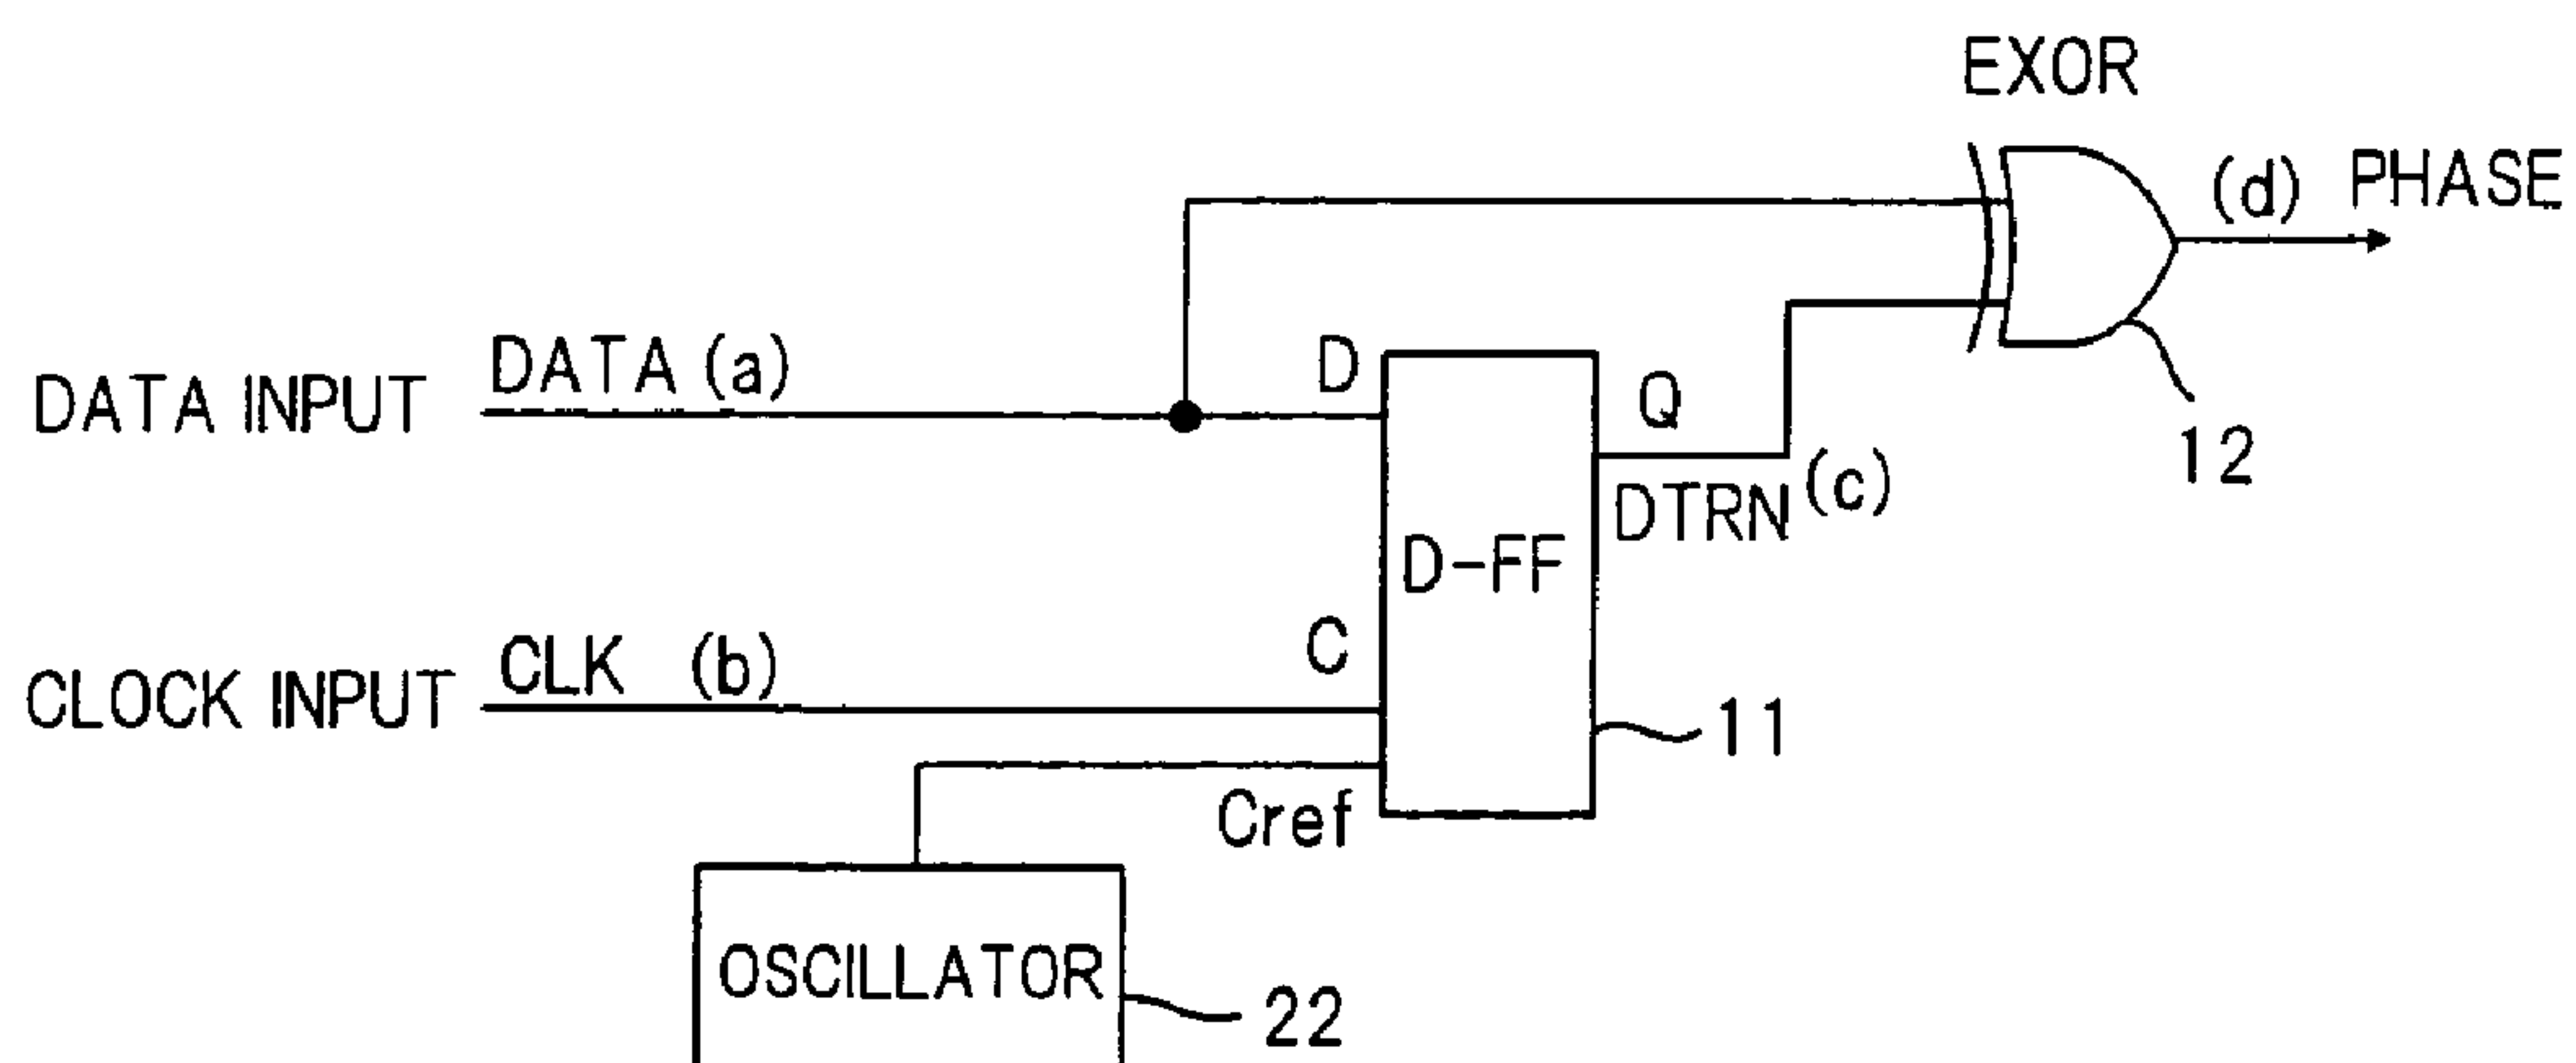 EXOR
(d) PHASE
12
DATA INPUT DATA (a) D
Q
DTRN (c)
D-FF
CLOCK INPUT CLK (b) C
11
Cref
OSCILLATOR
22